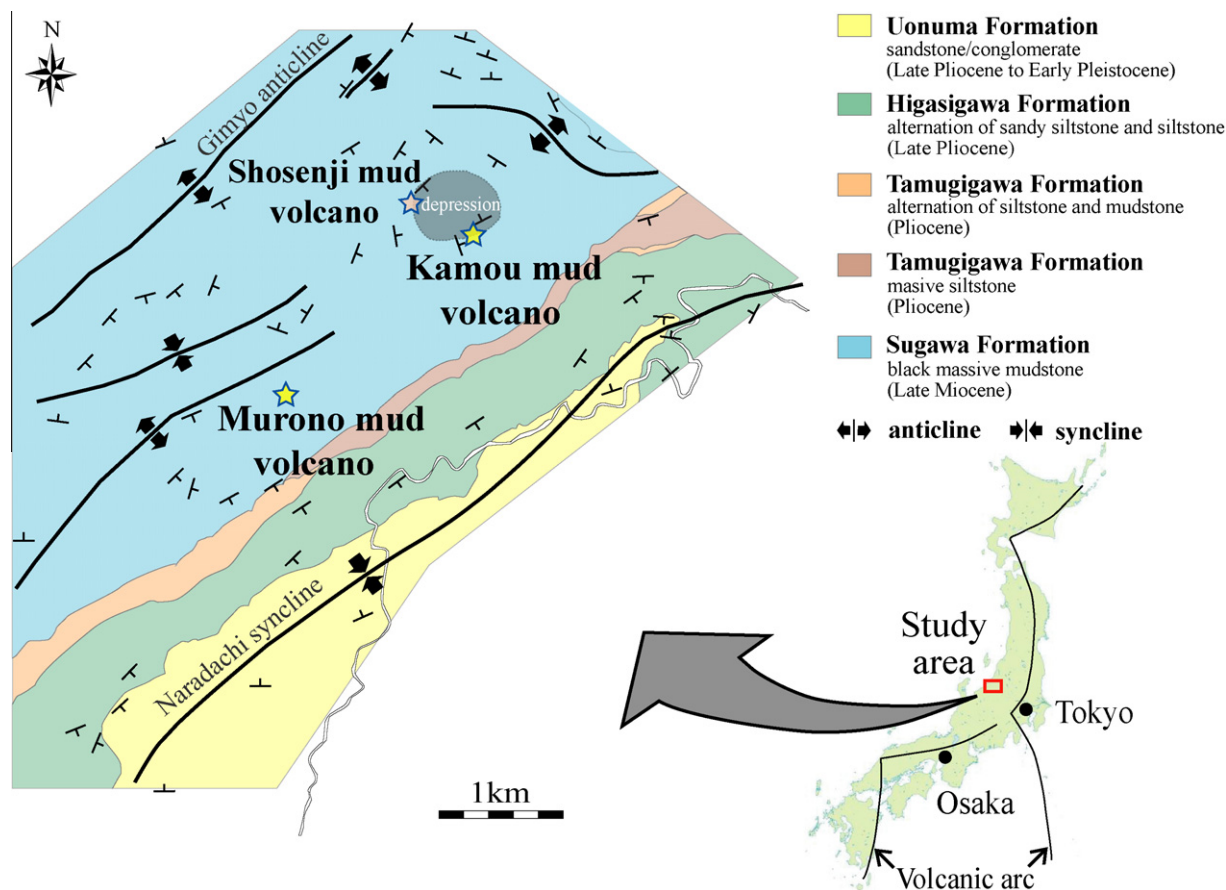 N
Gimyo anticline
Shosenji mud
volcano
depression
Kamou mud
volcano
Murono mud
volcano
Naradachi syncline
1km
Uonuma Formation
sandstone/conglomerate
(Late Pliocene to Early Pleistocene)
Higasigawa Formation
alternation of sandy siltstone and siltstone
(Late Pliocene)
Tamugigawa Formation
alternation of siltstone and mudstone
(Pliocene)
Tamugigawa Formation
masive siltstone
(Pliocene)
Sugawa Formation
black massive mudstone
(Late Miocene)
anticline
syncline
Study
area
Tokyo
Osaka
Volcanic arc